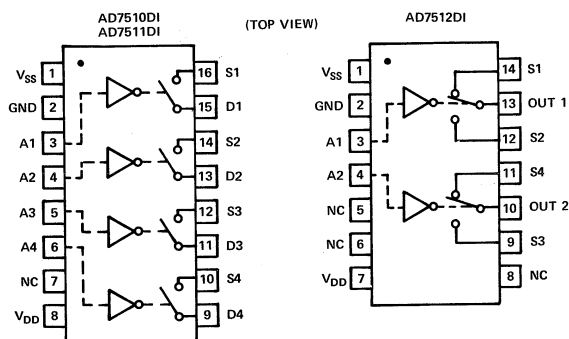 AD7510DI
AD7511DI
(TOP VIEW)
AD7512DI
VSS 1
GND 2
A1 3
A2 4
A3 5
A4 6
NC 7
VDD 8
16 S1
15 D1
14 S2
13 D2
12 S3
11 D3
10 S4
9 D4
VSS 1
GND 2
A1 3
A2 4
NC 5
NC 6
VDD 7
14 S1
13 OUT 1
12 S2
11 S4
10 OUT 2
9 S3
8 NC